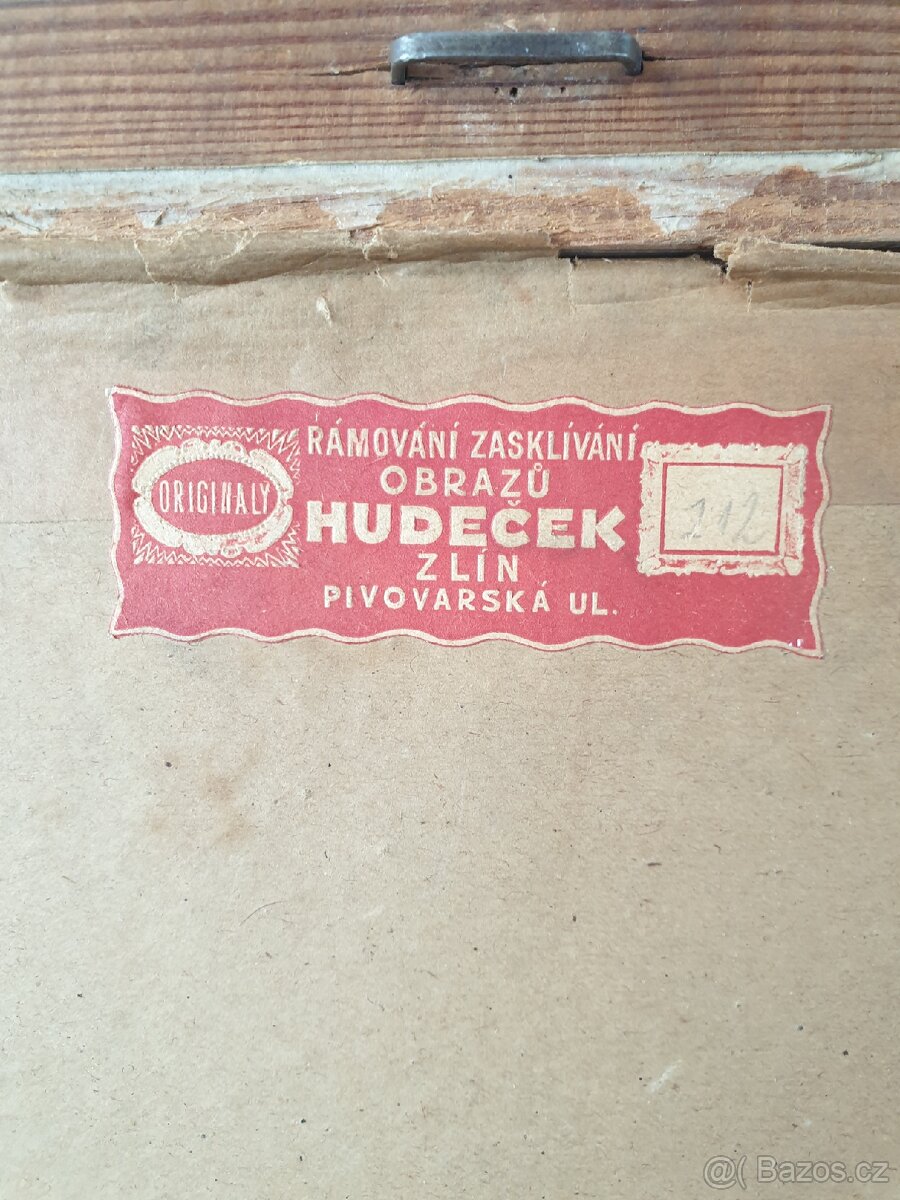 RÁMOVÁNÍ ZASKLÍVÁNÍ
OBRAZŮ
HUDEČEK
ZLÍN
PIVOVARSKÁ UL.
ORIGINALY
212
@( Bazos.cz